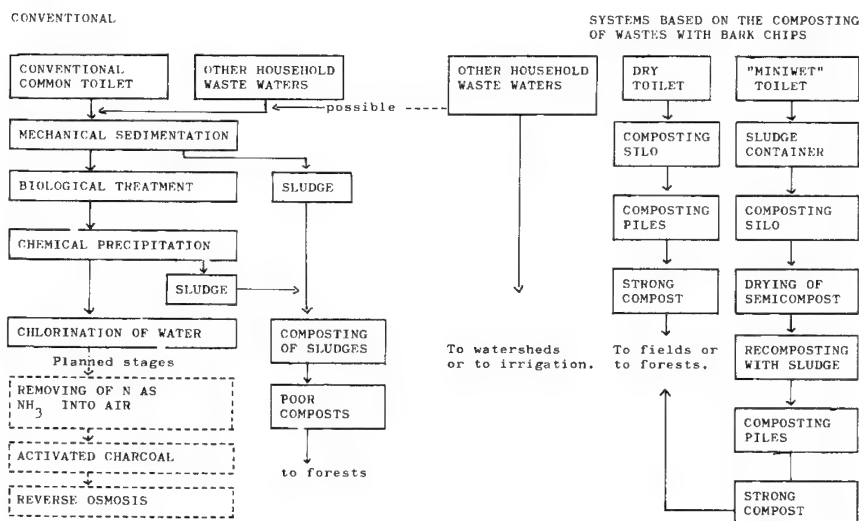 CONVENTIONAL
SYSTEMS BASED ON THE COMPOSTING
OF WASTES WITH BARK CHIPS
CONVENTIONAL
COMMON TOILET
OTHER HOUSEHOLD
WASTE WATERS
possible
MECHANICAL SEDIMENTATION
BIOLOGICAL TREATMENT
SLUDGE
CHEMICAL PRECIPITATION
SLUDGE
CHLORINATION OF WATER
COMPOSTING
OF SLUDGES
Planned stages
REMOVING OF N AS
NH3 INTO AIR
POOR
COMPOSTS
ACTIVATED CHARCOAL
to forests
REVERSE OSMOSIS
OTHER HOUSEHOLD
WASTE WATERS
To watersheds
or to irrigation.
DRY
TOILET
COMPOSTING
SILO
COMPOSTING
PILES
STRONG
COMPOST
To fields or
to forests.
"MINIWET"
TOILET
SLUDGE
CONTAINER
COMPOSTING
SILO
DRYING OF
SEMICOMPOST
RECOMPOSTING
WITH SLUDGE
COMPOSTING
PILES
STRONG
COMPOST